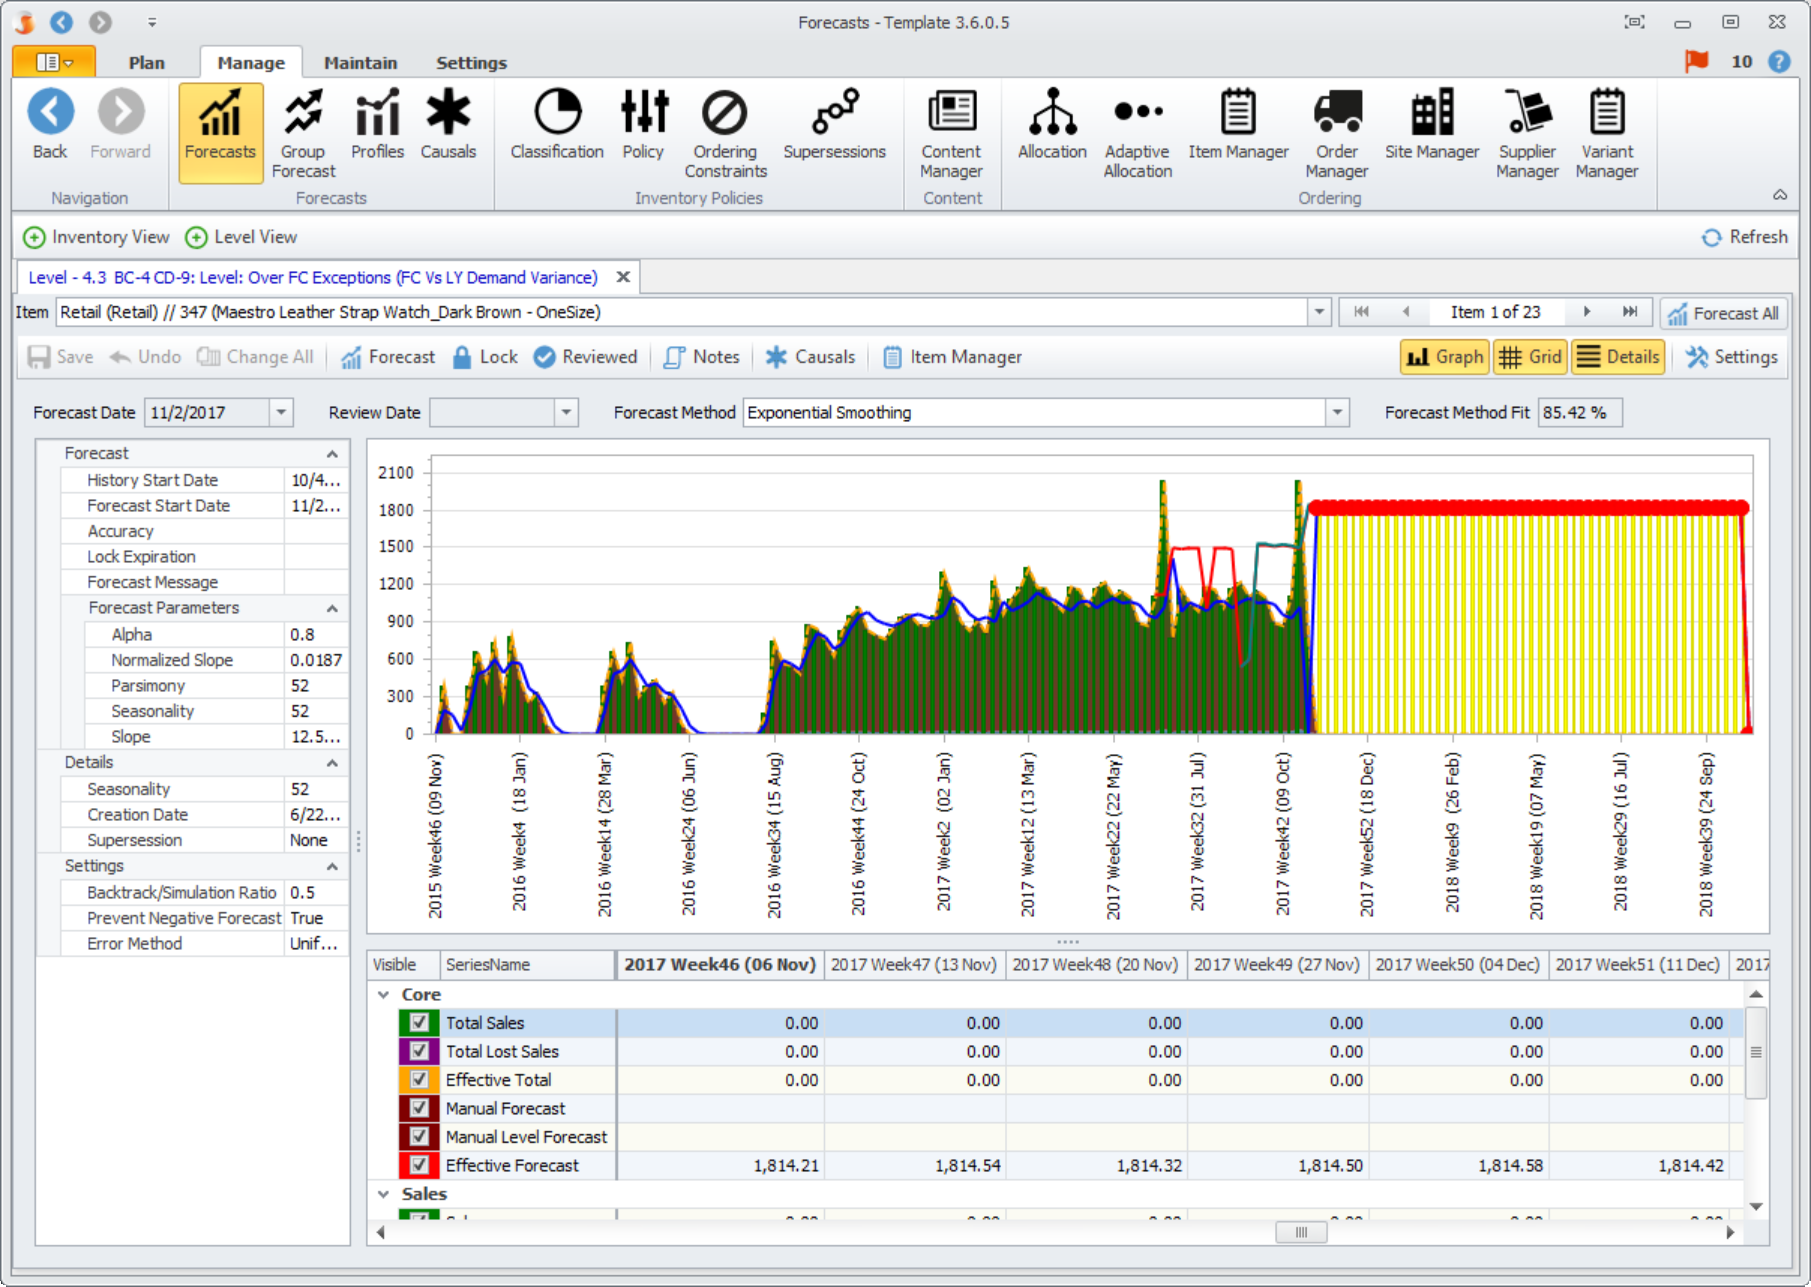 Forecasts - Template 3.6.0.5
Plan Manage Maintain Settings 10 ?
Back Forward Forecasts Group Forecast Profiles Causals Classification Policy Ordering Constraints Supersessions Content Manager Allocation Adaptive Allocation Item Manager Order Manager Site Manager Supplier Manager Variant Manager
Navigation Forecasts Inventory Policies Content Ordering
Inventory View Level View Refresh
Level - 4.3 BC-4 CD-9: Level: Over FC Exceptions (FC Vs LY Demand Variance)
Item Retail (Retail) // 347 (Maestro Leather Strap Watch_Dark Brown - OneSize) Item 1 of 23 Forecast All
Save Undo Change All Forecast Lock Reviewed Notes Causals Item Manager Graph Grid Details Settings
Forecast Date 11/2/2017 Review Date Forecast Method Exponential Smoothing Forecast Method Fit 85.42 %
Forecast
History Start Date 10/4...
Forecast Start Date 11/2...
Accuracy
Lock Expiration
Forecast Message
Forecast Parameters
Alpha 0.8
Normalized Slope 0.0187
Parsimony 52
Seasonality 52
Slope 12.5...
Details
Seasonality 52
Creation Date 6/22...
Supersession None
Settings
Backtrack/Simulation Ratio 0.5
Prevent Negative Forecast True
Error Method Unif...
2100
1800
1500
1200
900
600
300
0
2015 Week46 (09 Nov)
2016 Week4 (18 Jan)
2016 Week14 (28 Mar)
2016 Week24 (06 Jun)
2016 Week34 (15 Aug)
2016 Week44 (24 Oct)
2017 Week2 (02 Jan)
2017 Week12 (13 Mar)
2017 Week22 (22 May)
2017 Week32 (31 Jul)
2017 Week42 (09 Oct)
2017 Week52 (18 Dec)
2018 Week9 (26 Feb)
2018 Week19 (07 May)
2018 Week29 (16 Jul)
2018 Week39 (24 Sep)
Visible SeriesName 2017 Week46 (06 Nov) 2017 Week47 (13 Nov) 2017 Week48 (20 Nov) 2017 Week49 (27 Nov) 2017 Week50 (04 Dec) 2017 Week51 (11 Dec) 2017
Core
Total Sales 0.00 0.00 0.00 0.00 0.00 0.00
Total Lost Sales 0.00 0.00 0.00 0.00 0.00 0.00
Effective Total 0.00 0.00 0.00 0.00 0.00 0.00
Manual Forecast
Manual Level Forecast
Effective Forecast 1,814.21 1,814.54 1,814.32 1,814.50 1,814.58 1,814.42
Sales